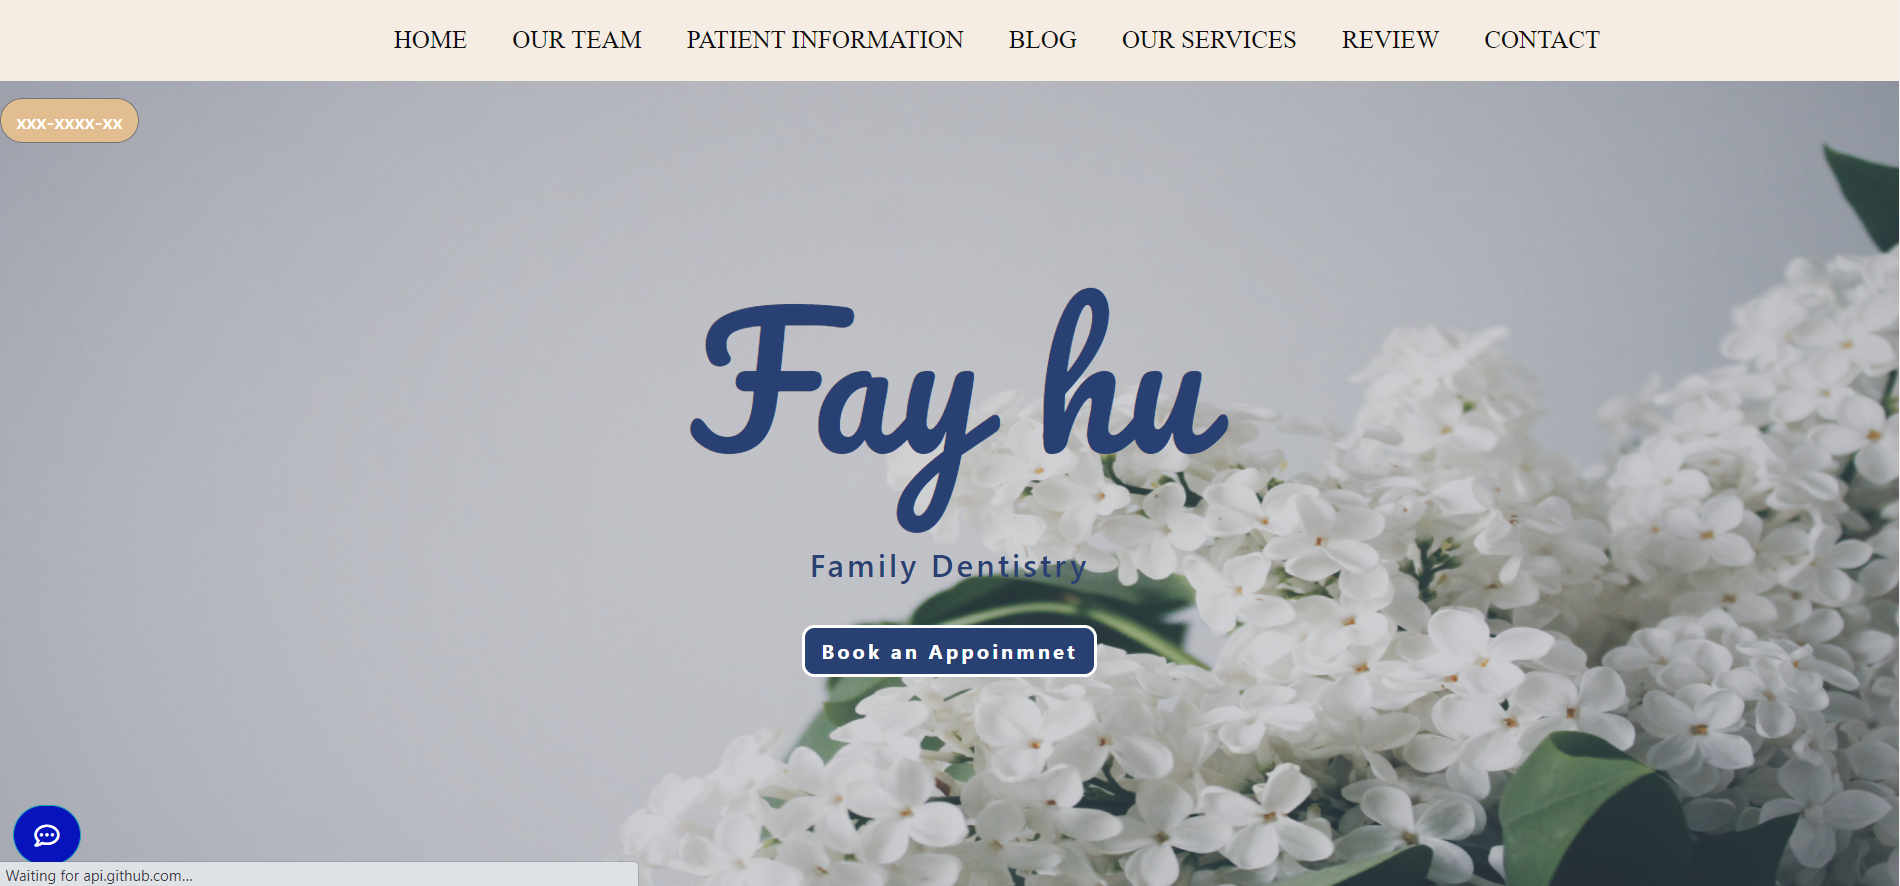 HOME OUR TEAM PATIENT INFORMATION BLOG OUR SERVICES REVIEW CONTACT
xxx-xxxx-xx
Fay hu
Family Dentistry
Book an Appoinmnet
Waiting for api.github.com...